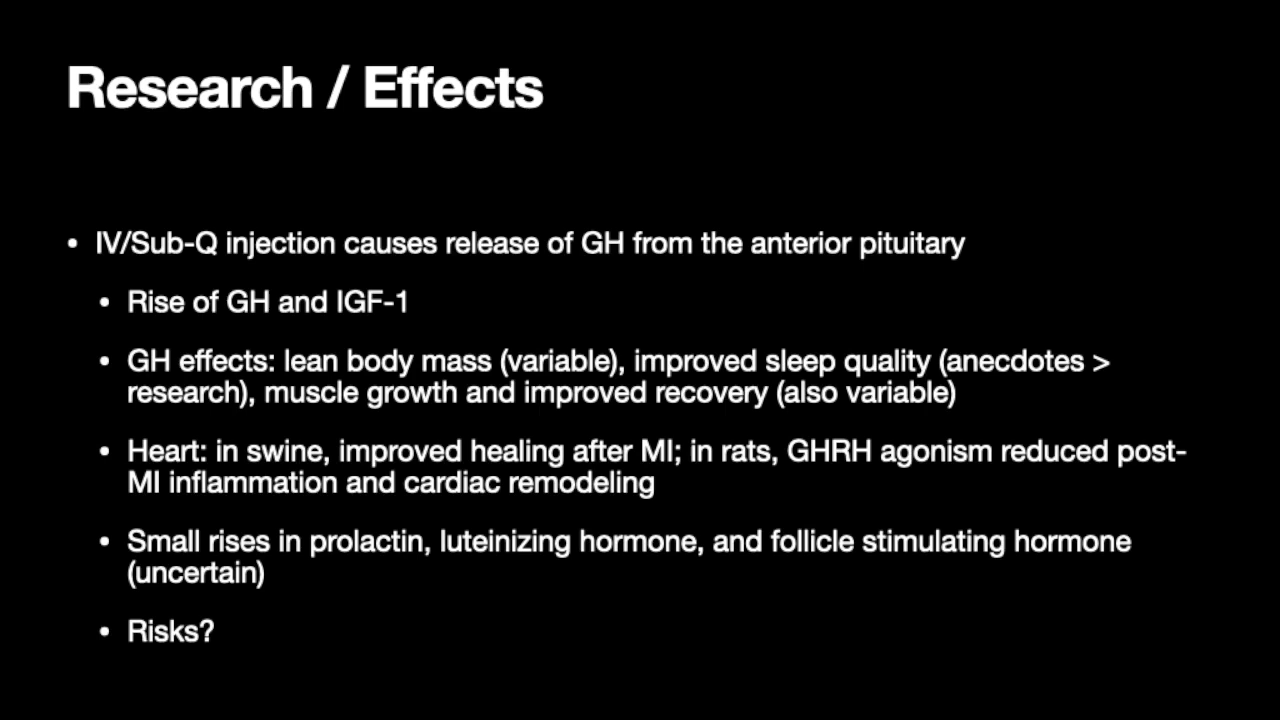 Research / Effects
• IV/Sub-Q injection causes release of GH from the anterior pituitary
• Rise of GH and IGF-1
• GH effects: lean body mass (variable), improved sleep quality (anecdotes >
research), muscle growth and improved recovery (also variable)
• Heart: in swine, improved healing after MI; in rats, GHRH agonism reduced post-
MI inflammation and cardiac remodeling
• Small rises in prolactin, luteinizing hormone, and follicle stimulating hormone
(uncertain)
• Risks?